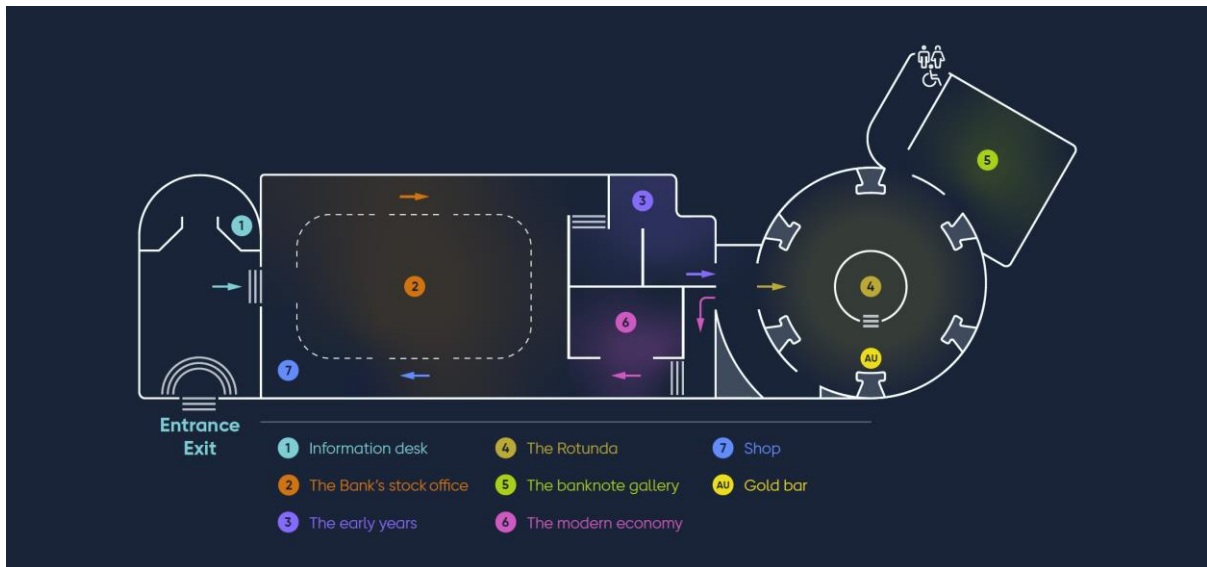 1
2
3
4
5
6
7
AU
Entrance
Exit
1 Information desk
2 The Bank's stock office
3 The early years
4 The Rotunda
5 The banknote gallery
6 The modern economy
7 Shop
AU Gold bar